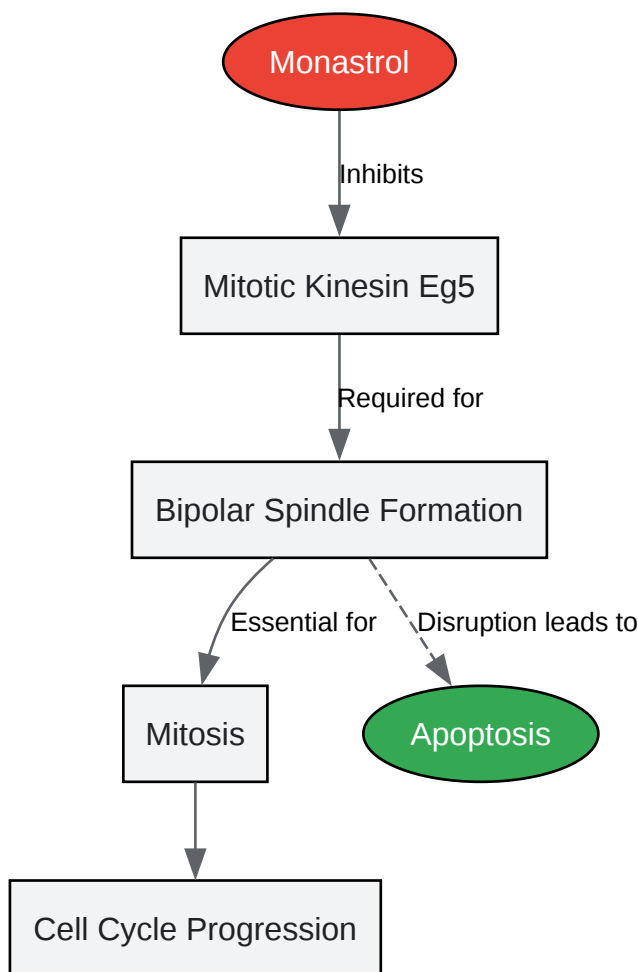 Monastrol
Inhibits
Mitotic Kinesin Eg5
Required for
Bipolar Spindle Formation
Essential for
Disruption leads to
Mitosis
Apoptosis
Cell Cycle Progression